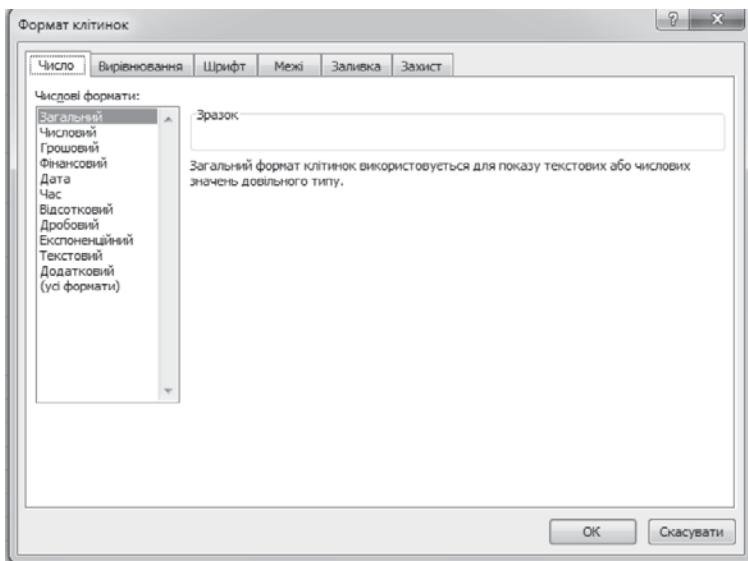 Формат клітинок
Число Вирівнювання Шрифт Межі Заливка Захист
Числові формати:
Загальний
Числовий
Грошовий
Фінансовий
Дата
Час
Відсотковий
Дробовий
Експоненційний
Текстовий
Додатковий
(усі формати)
Зразок
Загальний формат клітинок використовується для показу текстових або числових
значень довільного типу.
OK Скасувати